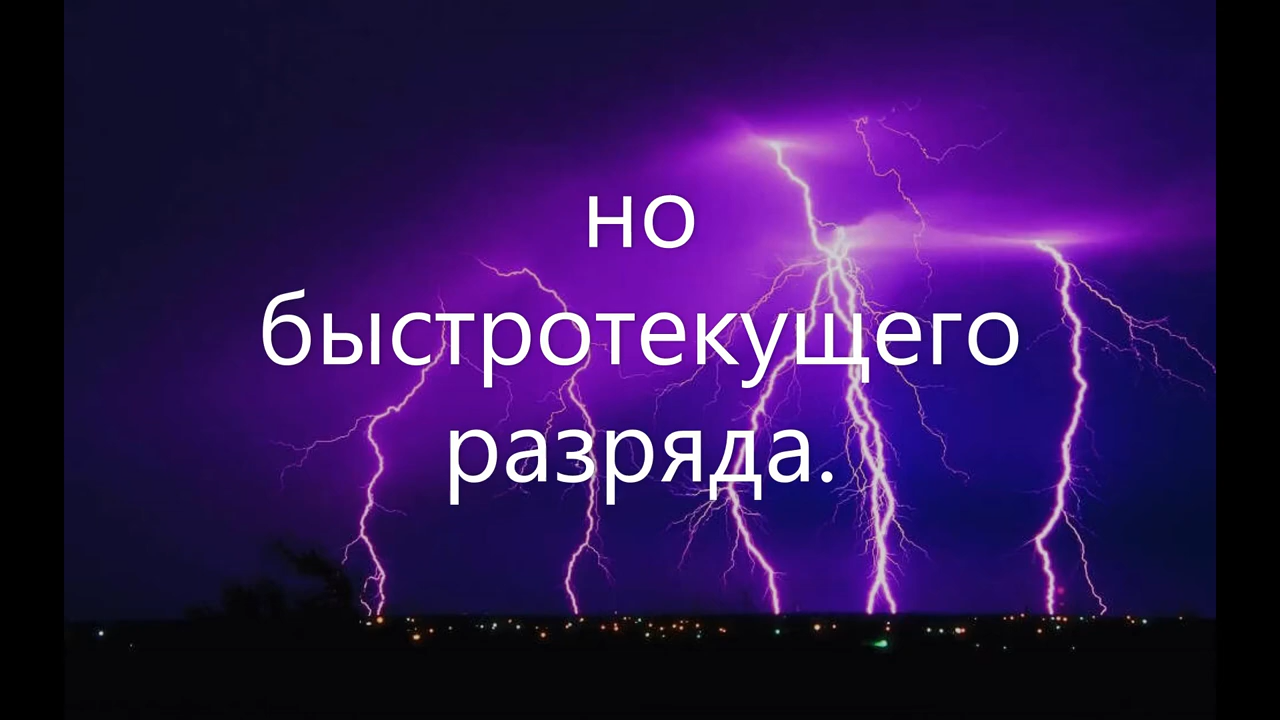 но
быстротекущего
разряда.